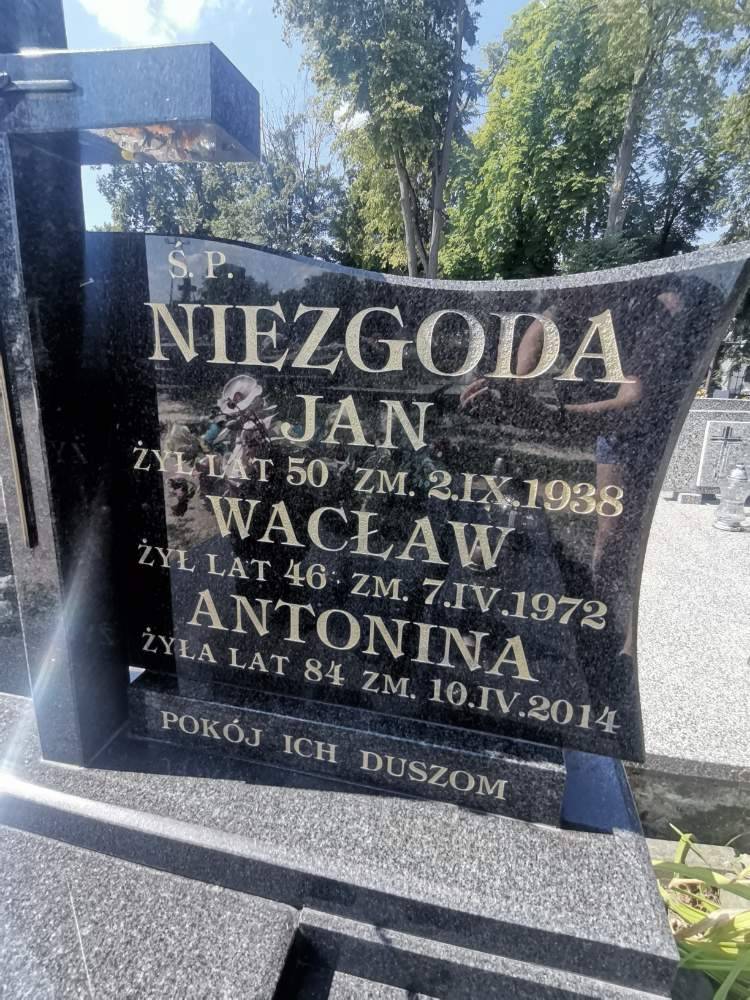 Ś. P.
NIEZGODA
JAN
ŻYŁ LAT 50 ZM. 2.IX.1938
WACŁAW
ŻYŁ LAT 46 ZM. 7.IV.1972
ANTONINA
ŻYŁA LAT 84 ZM. 10.IV.2014
POKÓJ ICH DUSZOM